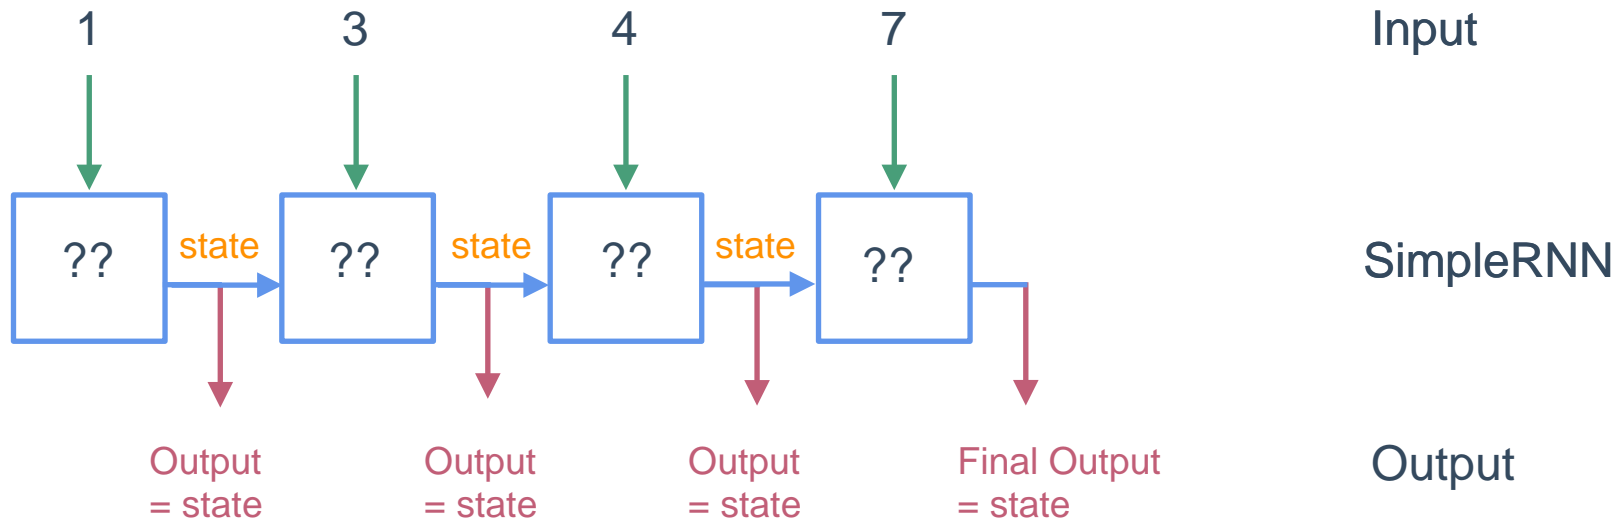 1 3 4 7 Input
?? state ?? state ?? state ?? SimpleRNN
Output Output Output Final Output Output
= state = state = state = state